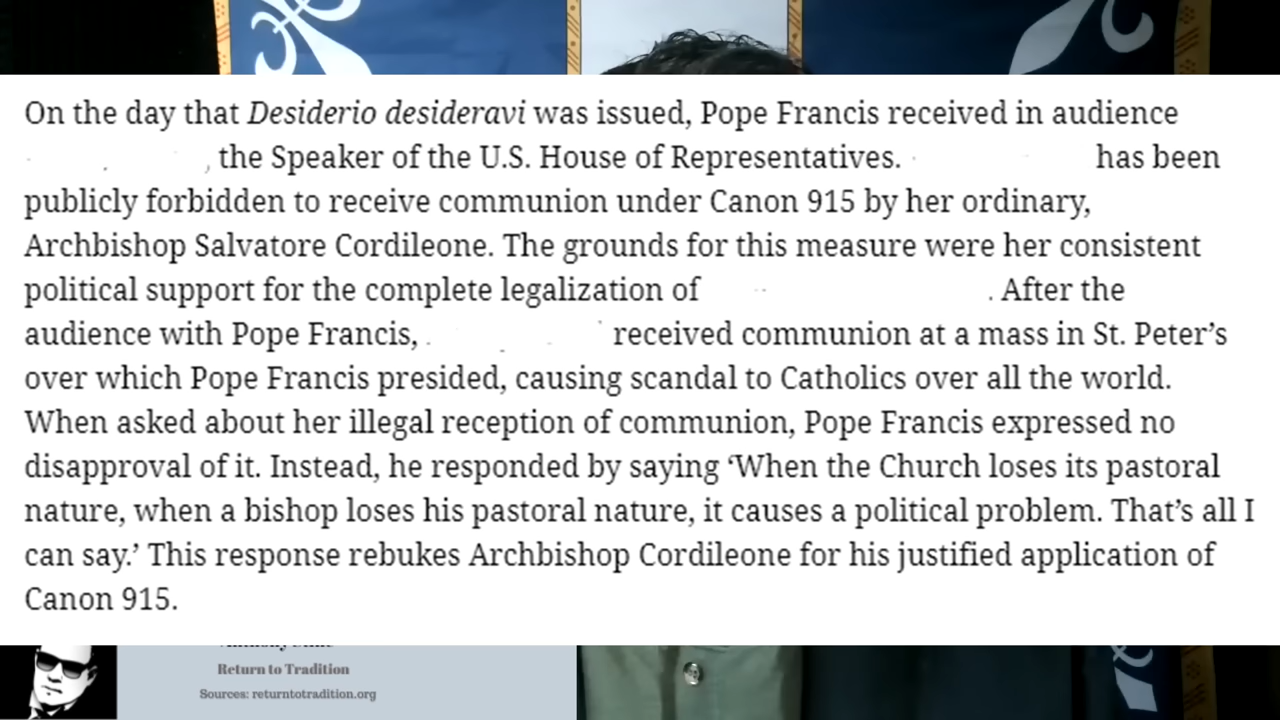 On the day that Desiderio desideravi was issued, Pope Francis received in audience
, the Speaker of the U.S. House of Representatives. has been
publicly forbidden to receive communion under Canon 915 by her ordinary,
Archbishop Salvatore Cordileone. The grounds for this measure were her consistent
political support for the complete legalization of . After the
audience with Pope Francis, received communion at a mass in St. Peter’s
over which Pope Francis presided, causing scandal to Catholics over all the world.
When asked about her illegal reception of communion, Pope Francis expressed no
disapproval of it. Instead, he responded by saying ‘When the Church loses its pastoral
nature, when a bishop loses his pastoral nature, it causes a political problem. That’s all I
can say.’ This response rebukes Archbishop Cordileone for his justified application of
Canon 915.
Return to Tradition
Sources: returntotradition.org